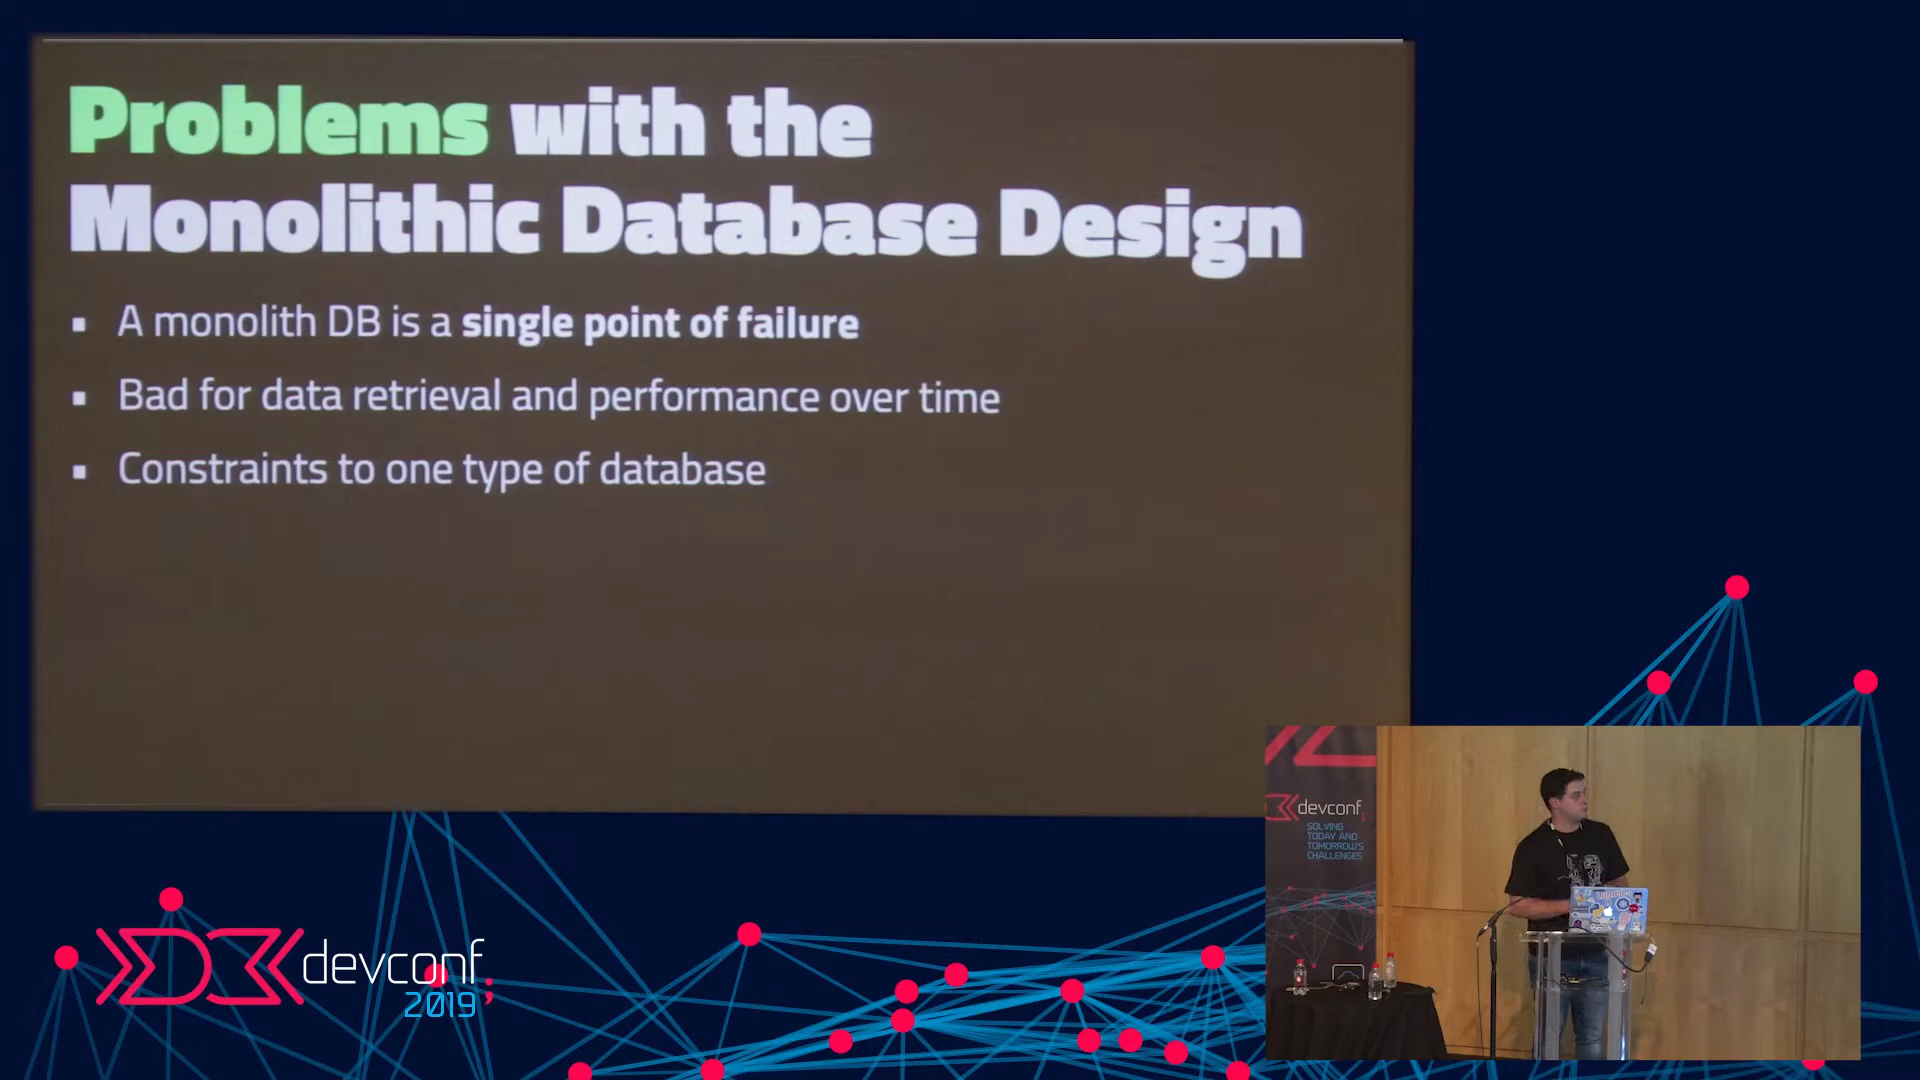 Problems with the
Monolithic Database Design
▪ A monolith DB is a single point of failure
▪ Bad for data retrieval and performance over time
▪ Constraints to one type of database
devconf;
SOLVING
TODAY AND
TOMORROW'S
CHALLENGES
devconf;
2019